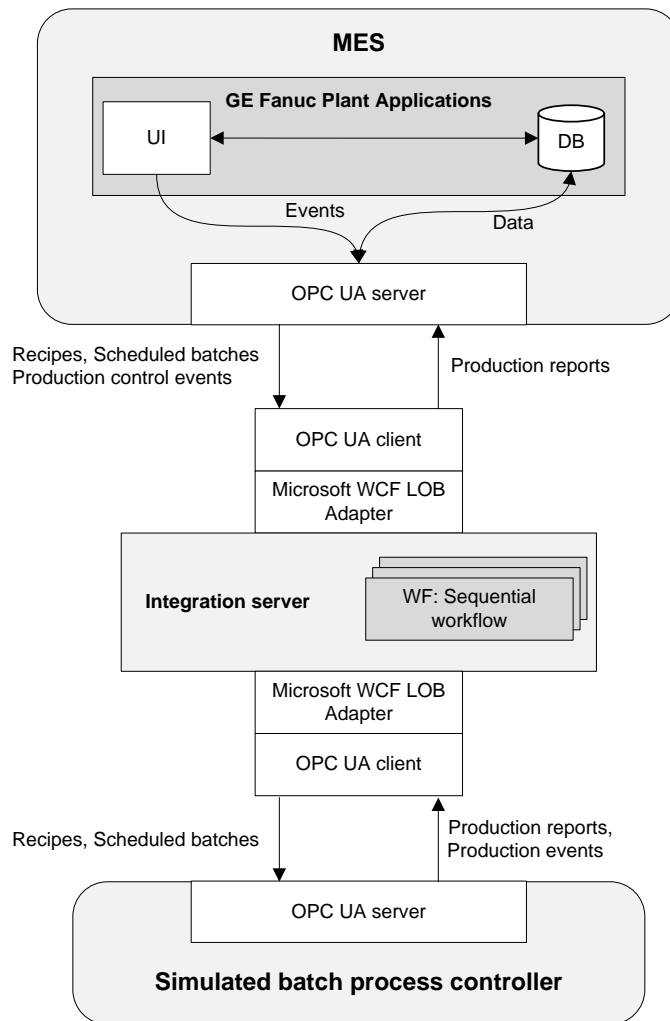 MES
GE Fanuc Plant Applications
UI
DB
Events
Data
OPC UA server
Recipes, Scheduled batches
Production control events
Production reports
OPC UA client
Microsoft WCF LOB
Adapter
Integration server
WF: Sequential
workflow
Microsoft WCF LOB
Adapter
OPC UA client
Recipes, Scheduled batches
Production reports,
Production events
OPC UA server
Simulated batch process controller